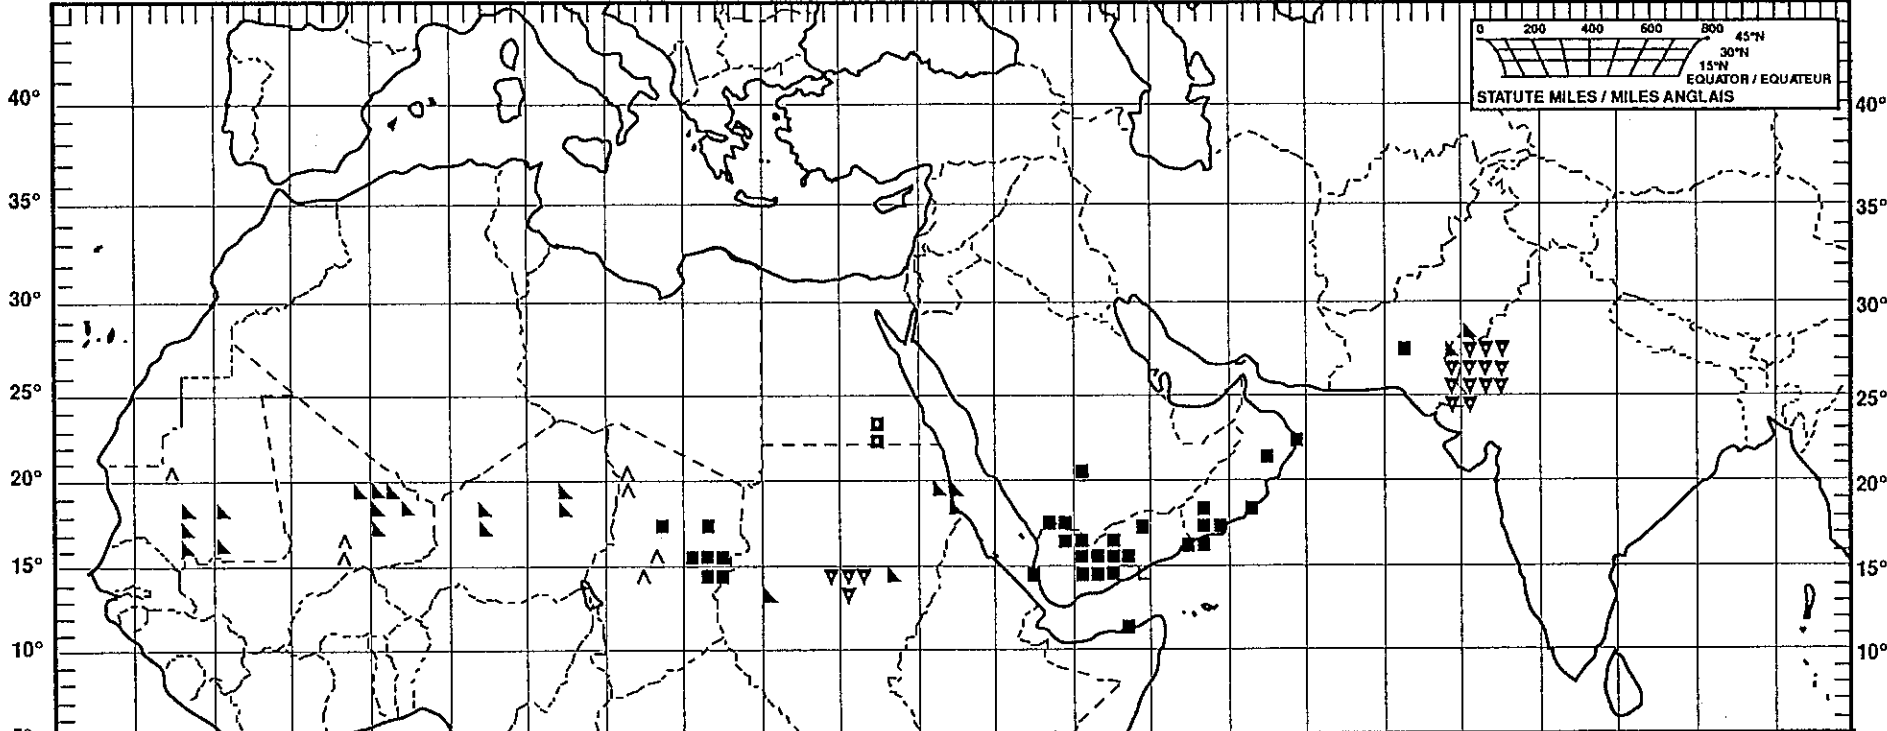 0 200 400 600 800 45°N
30°N
15°N
EQUATOR / EQUATEUR
STATUTE MILES / MILES ANGLAIS
40° 40°
35° 35°
30° 30°
25° 25°
20° 20°
15° 15°
10° 10°